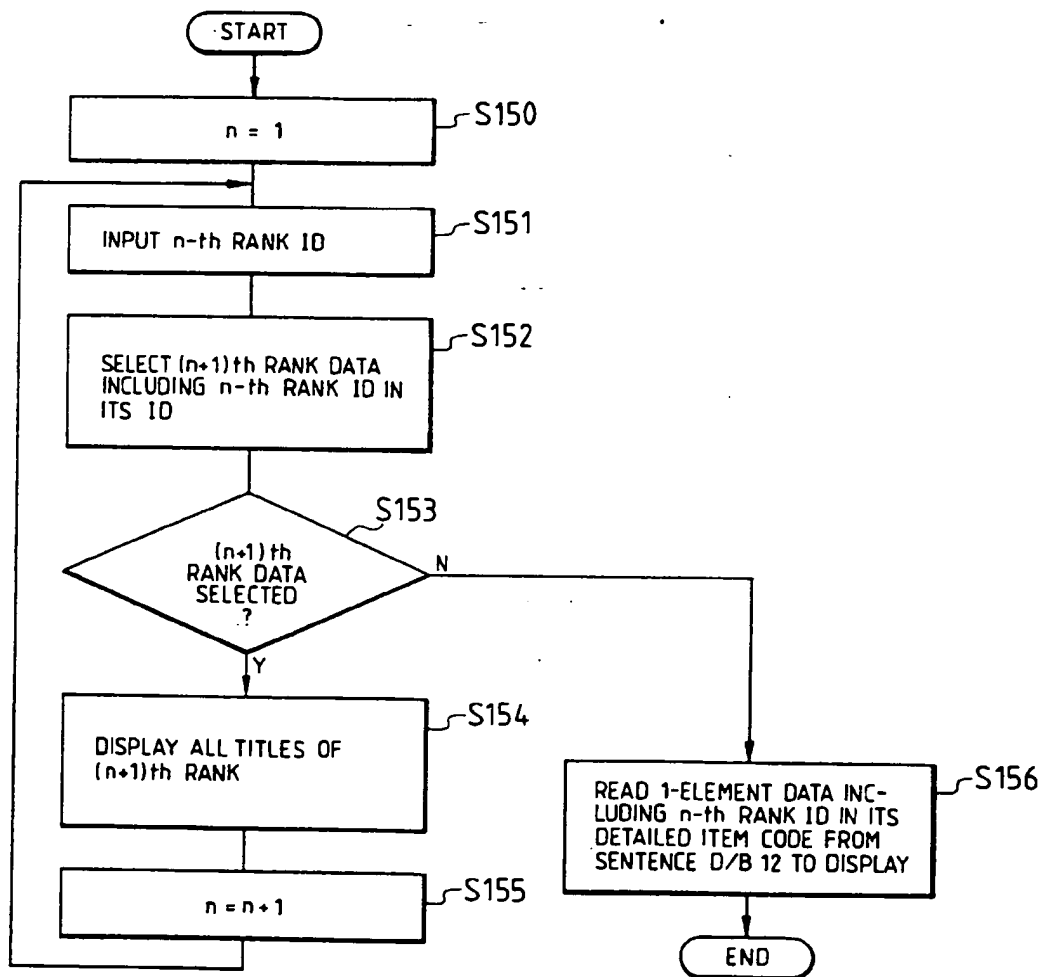 START
n = 1
S150
INPUT n-th RANK ID
S151
SELECT (n+1)th RANK DATA
INCLUDING n-th RANK ID IN
ITS ID
S152
(n+1)th
RANK DATA
SELECTED
?
S153
N
Y
DISPLAY ALL TITLES OF
(n+1)th RANK
S154
n = n+1
S155
READ 1-ELEMENT DATA INC-
LUDING n-th RANK ID IN ITS
DETAILED ITEM CODE FROM
SENTENCE D/B 12 TO DISPLAY
S156
END